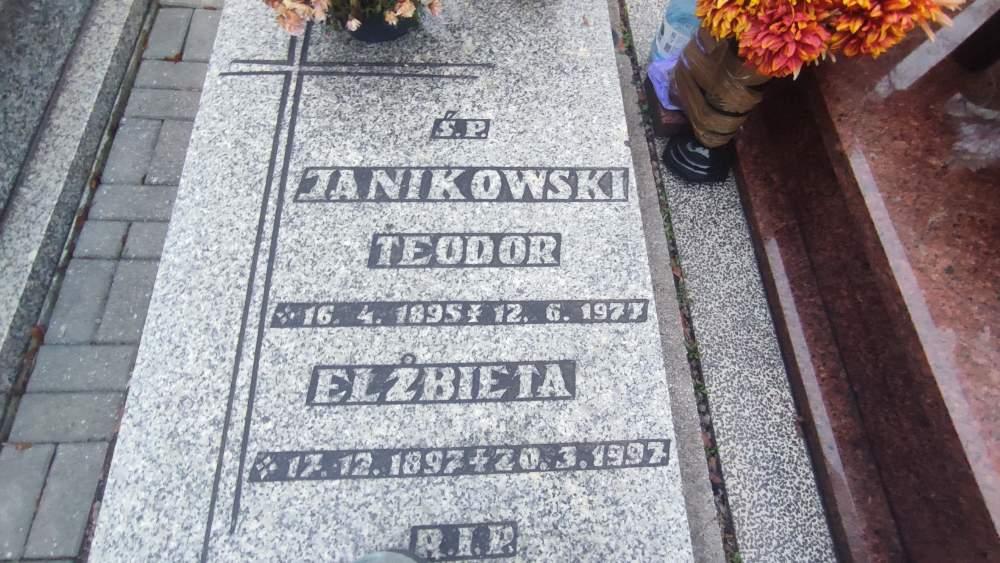 Ś.P.
JANIKOWSKI
TEODOR
16. 4. 1895 12. 6. 1977
ELŻBIETA
17. 12. 1897 20. 3. 1997
R.I.P.